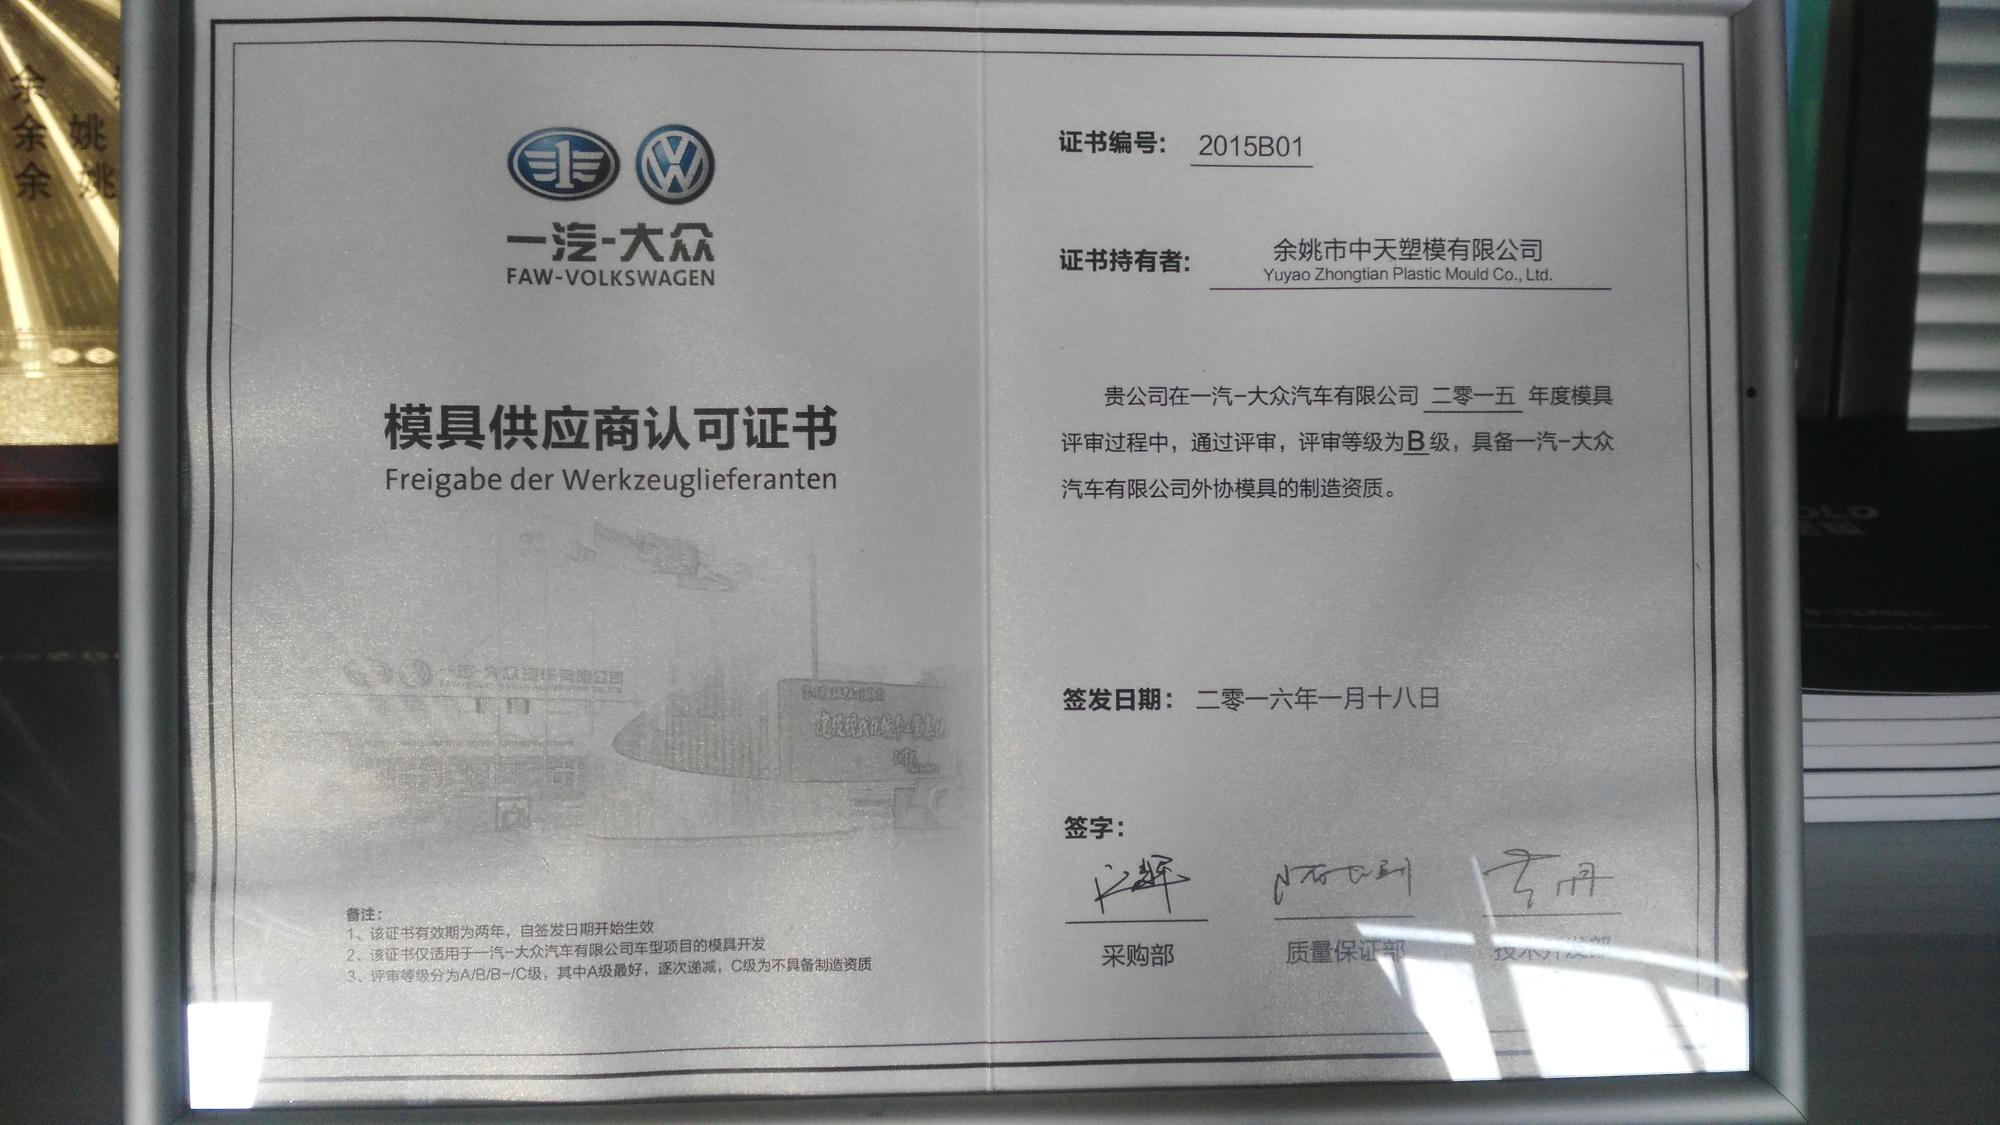 一汽-大众
FAW-VOLKSWAGEN
模具供应商认可证书
Freigabe der Werkzeuglieferanten
备注：
1、该证书有效期为两年，自签发日期开始生效
2、该证书仅适用于一汽-大众汽车有限公司车型项目的模具开发
3、评审等级分为A/B/B-/C级，其中A级最好，逐次递减，C级为不具备制造资质
证书编号： 2015B01
证书持有者： 余姚市中天塑模有限公司
Yuyao Zhongtian Plastic Mould Co., Ltd.
贵公司在一汽-大众汽车有限公司 二零一五 年度模具
评审过程中，通过评审，评审等级为B级，具备一汽-大众
汽车有限公司外协模具的制造资质。
签发日期： 二零一六年一月十八日
签字：
采购部 质量保证部 技术开发部
余
余 姚
余 姚